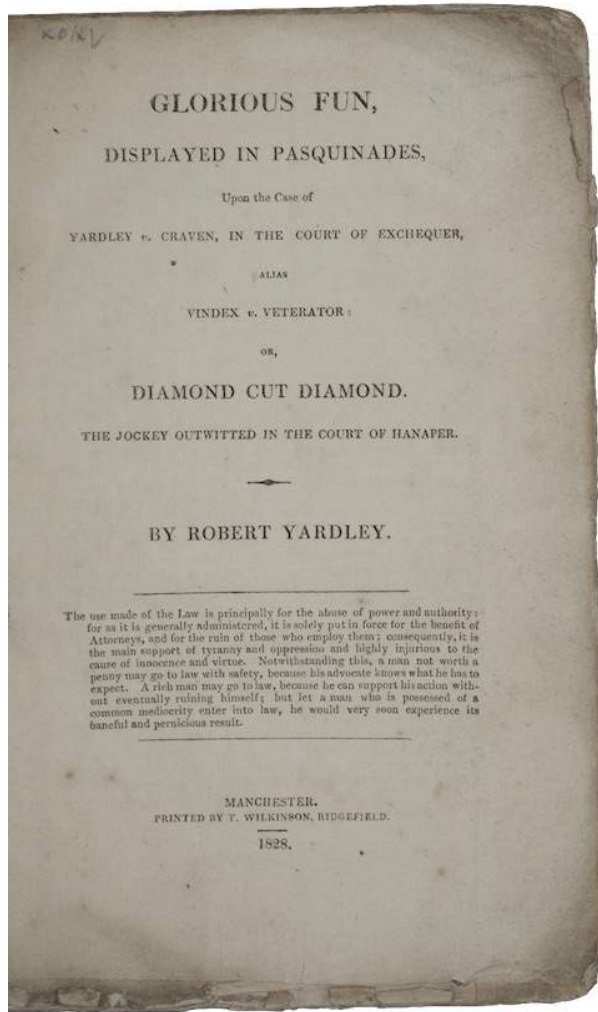 GLORIOUS FUN,
DISPLAYED IN PASQUINADES,
Upon the Case of
YARDLEY v. CRAVEN, IN THE COURT OF EXCHEQUER,
ALIAS
VINDEX v. VETERATOR:
OR,
DIAMOND CUT DIAMOND.
THE JOCKEY OUTWITTED IN THE COURT OF HANAPER.
BY ROBERT YARDLEY.
The use made of the Law is principally for the abuse of power and authority:
for as it is generally administered, it is solely put in force for the benefit of
Attorneys, and for the ruin of those who employ them; consequently, it is
the main support of tyranny and oppression and highly injurious to the
cause of innocence and virtue. Notwithstanding this, a man not worth a
penny may go to law with safety, because his advocate knows what he has to
expect. A rich man may go to law, because he can support his action with-
out eventually ruining himself; but let a man who is possessed of a
common mediocrity enter into law, he would very soon experience its
baneful and pernicious result.
MANCHESTER.
PRINTED BY T. WILKINSON, RIDGEFIELD.
1828.